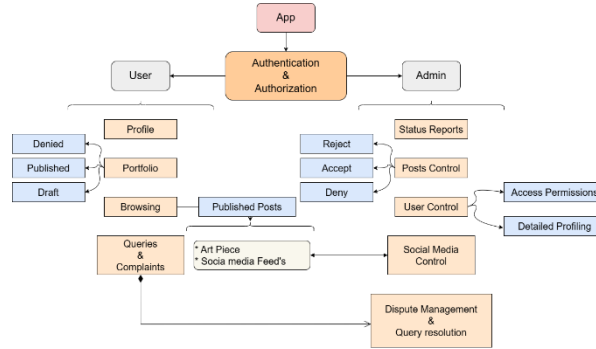 App
Authentication
&
Authorization
User
Admin
Denied
Profile
Reject
Status Reports
Published
Portfolio
Accept
Posts Control
Draft
Deny
Access Permissions
Browsing
Published Posts
User Control
Detailed Profiling
Queries
&
Complaints
* Art Piece
* Socia media Feed's
Social Media
Control
Dispute Management
&
Query resolution